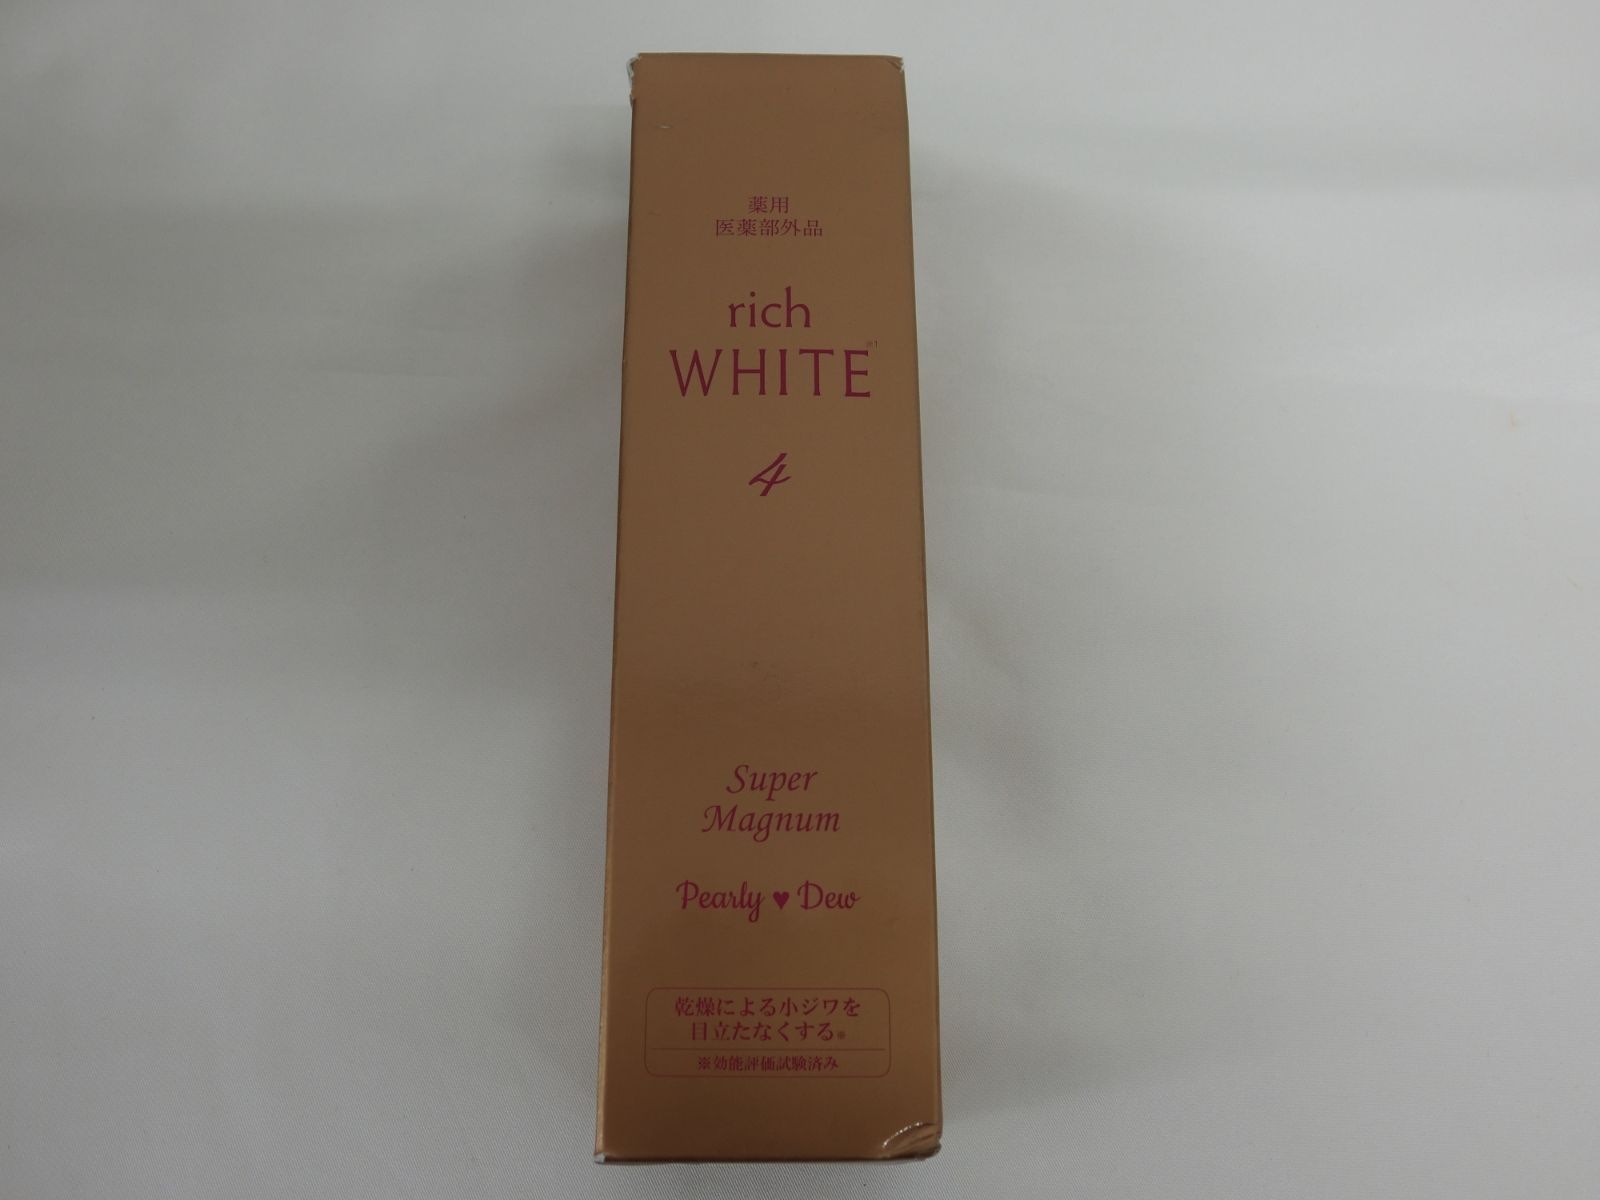 薬用
医薬部外品
rich
WHITE※1
4
Super
Magnum
Pearly ♥ Dew
乾燥による小ジワを
目立たなくする※
※効能評価試験済み